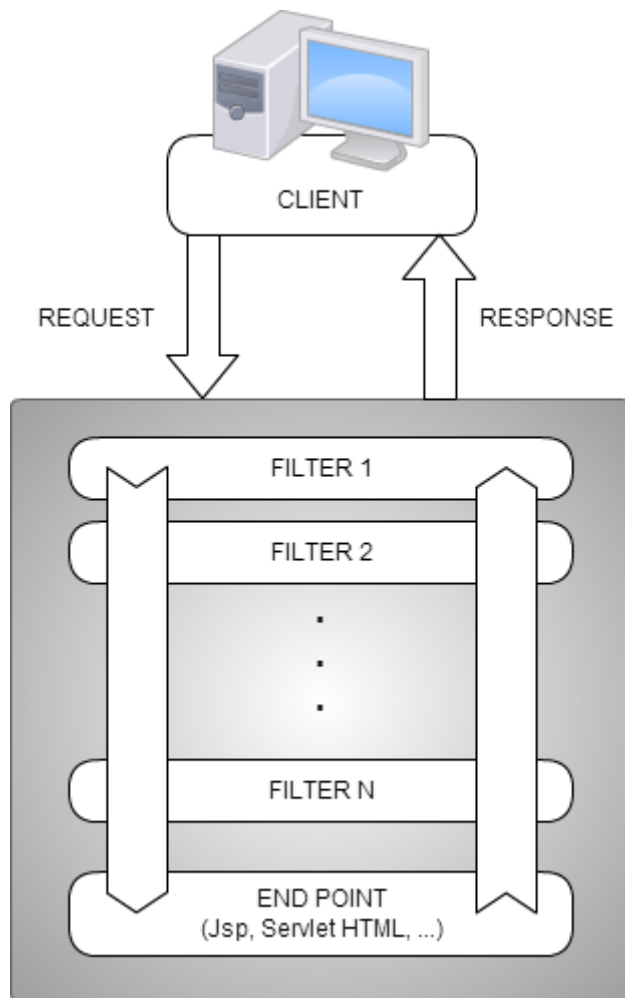 CLIENT
REQUEST
RESPONSE
FILTER 1
FILTER 2
.
.
.
FILTER N
END POINT
(Jsp, Servlet HTML, ...)